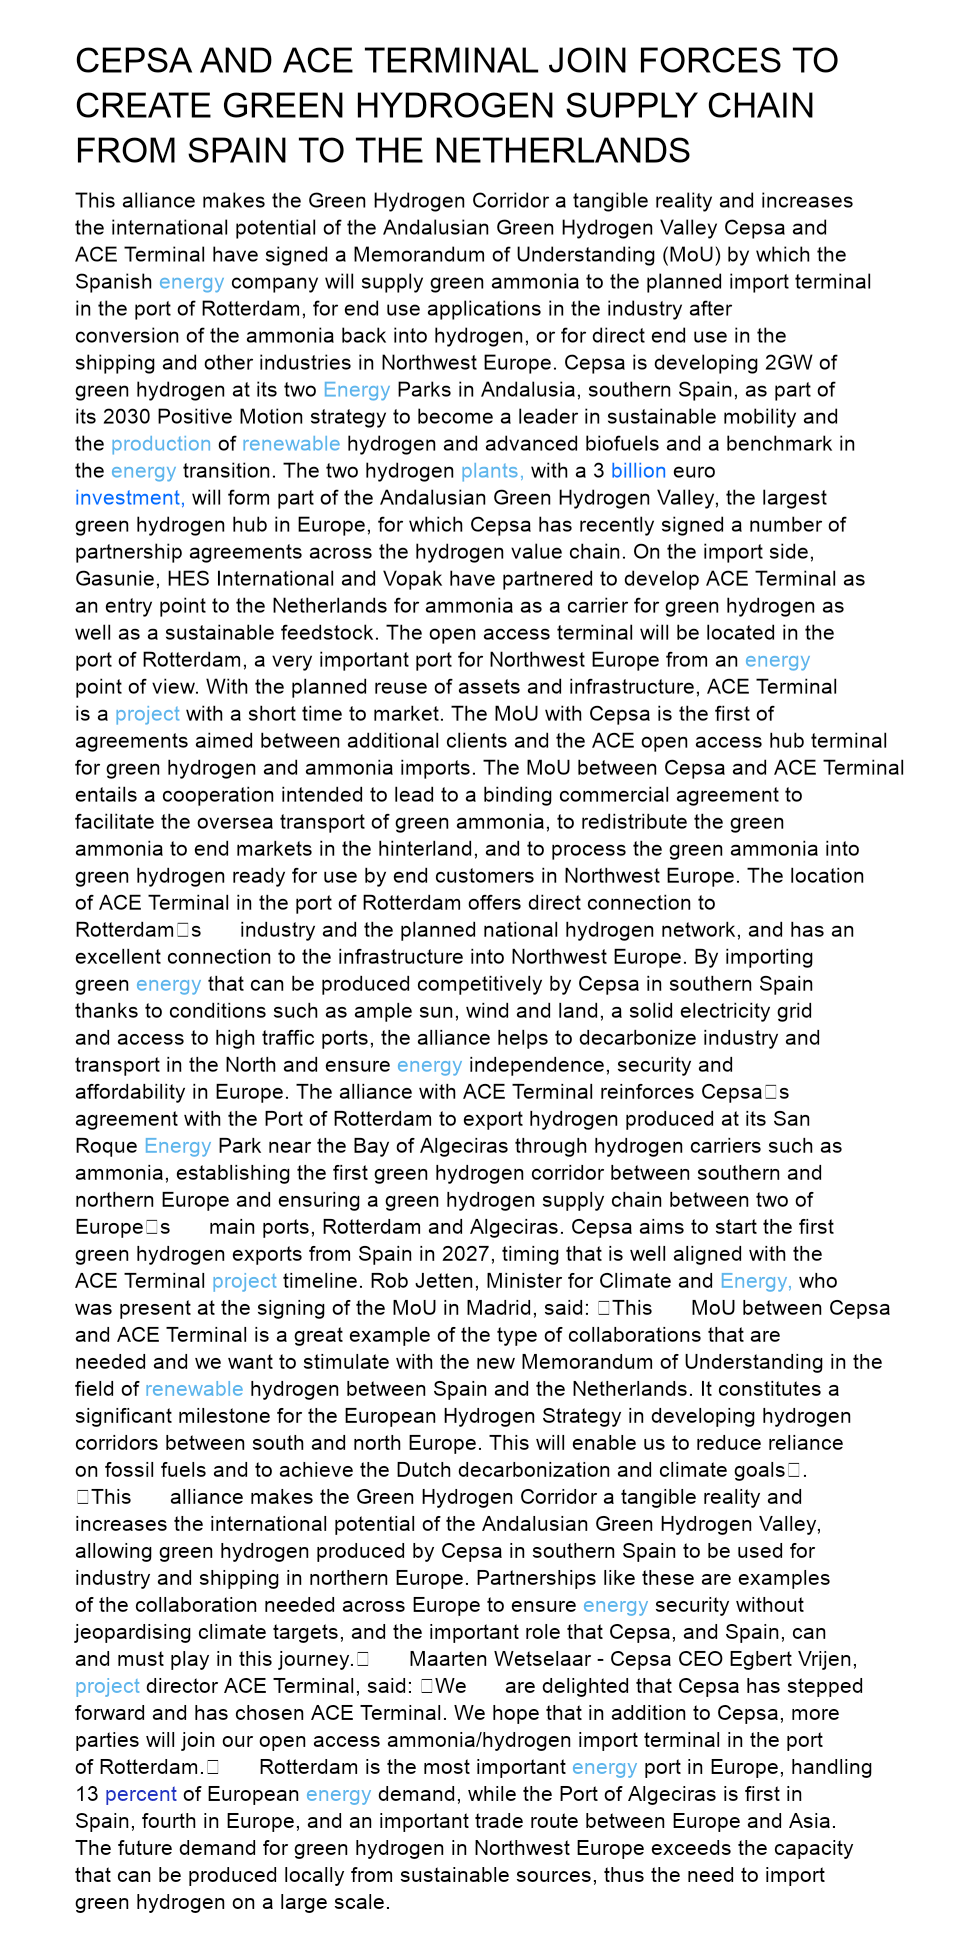 CEPSA AND ACE TERMINAL JOIN FORCES TO
CREATE GREEN HYDROGEN SUPPLY CHAIN
FROM SPAIN TO THE NETHERLANDS
This alliance makes the Green Hydrogen Corridor a tangible reality and increases
the international potential of the Andalusian Green Hydrogen Valley Cepsa and
ACE Terminal have signed a Memorandum of Understanding (MoU) by which the
Spanish energy company will supply green ammonia to the planned import terminal
in the port of Rotterdam, for end use applications in the industry after
conversion of the ammonia back into hydrogen, or for direct end use in the
shipping and other industries in Northwest Europe. Cepsa is developing 2GW of
green hydrogen at its two Energy Parks in Andalusia, southern Spain, as part of
its 2030 Positive Motion strategy to become a leader in sustainable mobility and
the production of renewable hydrogen and advanced biofuels and a benchmark in
the energy transition. The two hydrogen plants, with a 3 billion euro
investment, will form part of the Andalusian Green Hydrogen Valley, the largest
green hydrogen hub in Europe, for which Cepsa has recently signed a number of
partnership agreements across the hydrogen value chain. On the import side,
Gasunie, HES International and Vopak have partnered to develop ACE Terminal as
an entry point to the Netherlands for ammonia as a carrier for green hydrogen as
well as a sustainable feedstock. The open access terminal will be located in the
port of Rotterdam, a very important port for Northwest Europe from an energy
point of view. With the planned reuse of assets and infrastructure, ACE Terminal
is a project with a short time to market. The MoU with Cepsa is the first of
agreements aimed between additional clients and the ACE open access hub terminal
for green hydrogen and ammonia imports. The MoU between Cepsa and ACE Terminal
entails a cooperation intended to lead to a binding commercial agreement to
facilitate the oversea transport of green ammonia, to redistribute the green
ammonia to end markets in the hinterland, and to process the green ammonia into
green hydrogen ready for use by end customers in Northwest Europe. The location
of ACE Terminal in the port of Rotterdam offers direct connection to
Rotterdam□s industry and the planned national hydrogen network, and has an
excellent connection to the infrastructure into Northwest Europe. By importing
green energy that can be produced competitively by Cepsa in southern Spain
thanks to conditions such as ample sun, wind and land, a solid electricity grid
and access to high traffic ports, the alliance helps to decarbonize industry and
transport in the North and ensure energy independence, security and
affordability in Europe. The alliance with ACE Terminal reinforces Cepsa□s
agreement with the Port of Rotterdam to export hydrogen produced at its San
Roque Energy Park near the Bay of Algeciras through hydrogen carriers such as
ammonia, establishing the first green hydrogen corridor between southern and
northern Europe and ensuring a green hydrogen supply chain between two of
Europe□s main ports, Rotterdam and Algeciras. Cepsa aims to start the first
green hydrogen exports from Spain in 2027, timing that is well aligned with the
ACE Terminal project timeline. Rob Jetten, Minister for Climate and Energy, who
was present at the signing of the MoU in Madrid, said: □This MoU between Cepsa
and ACE Terminal is a great example of the type of collaborations that are
needed and we want to stimulate with the new Memorandum of Understanding in the
field of renewable hydrogen between Spain and the Netherlands. It constitutes a
significant milestone for the European Hydrogen Strategy in developing hydrogen
corridors between south and north Europe. This will enable us to reduce reliance
on fossil fuels and to achieve the Dutch decarbonization and climate goals□.
□This alliance makes the Green Hydrogen Corridor a tangible reality and
increases the international potential of the Andalusian Green Hydrogen Valley,
allowing green hydrogen produced by Cepsa in southern Spain to be used for
industry and shipping in northern Europe. Partnerships like these are examples
of the collaboration needed across Europe to ensure energy security without
jeopardising climate targets, and the important role that Cepsa, and Spain, can
and must play in this journey.□ Maarten Wetselaar - Cepsa CEO Egbert Vrijen,
project director ACE Terminal, said: □We are delighted that Cepsa has stepped
forward and has chosen ACE Terminal. We hope that in addition to Cepsa, more
parties will join our open access ammonia/hydrogen import terminal in the port
of Rotterdam.□ Rotterdam is the most important energy port in Europe, handling
13 percent of European energy demand, while the Port of Algeciras is first in
Spain, fourth in Europe, and an important trade route between Europe and Asia.
The future demand for green hydrogen in Northwest Europe exceeds the capacity
that can be produced locally from sustainable sources, thus the need to import
green hydrogen on a large scale.